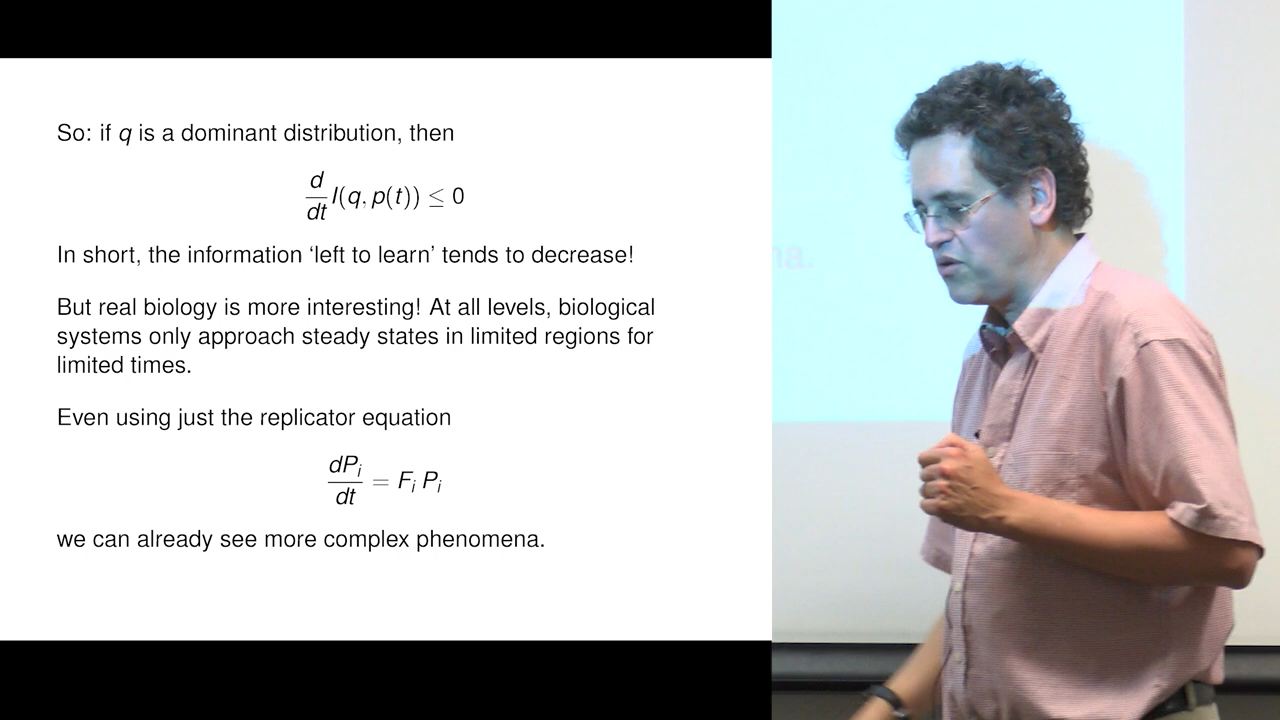 So: if q is a dominant distribution, then
d/dt I(q, p(t)) ≤ 0
In short, the information ‘left to learn’ tends to decrease!
But real biology is more interesting! At all levels, biological
systems only approach steady states in limited regions for
limited times.
Even using just the replicator equation
dP_i/dt = F_i P_i
we can already see more complex phenomena.
na.